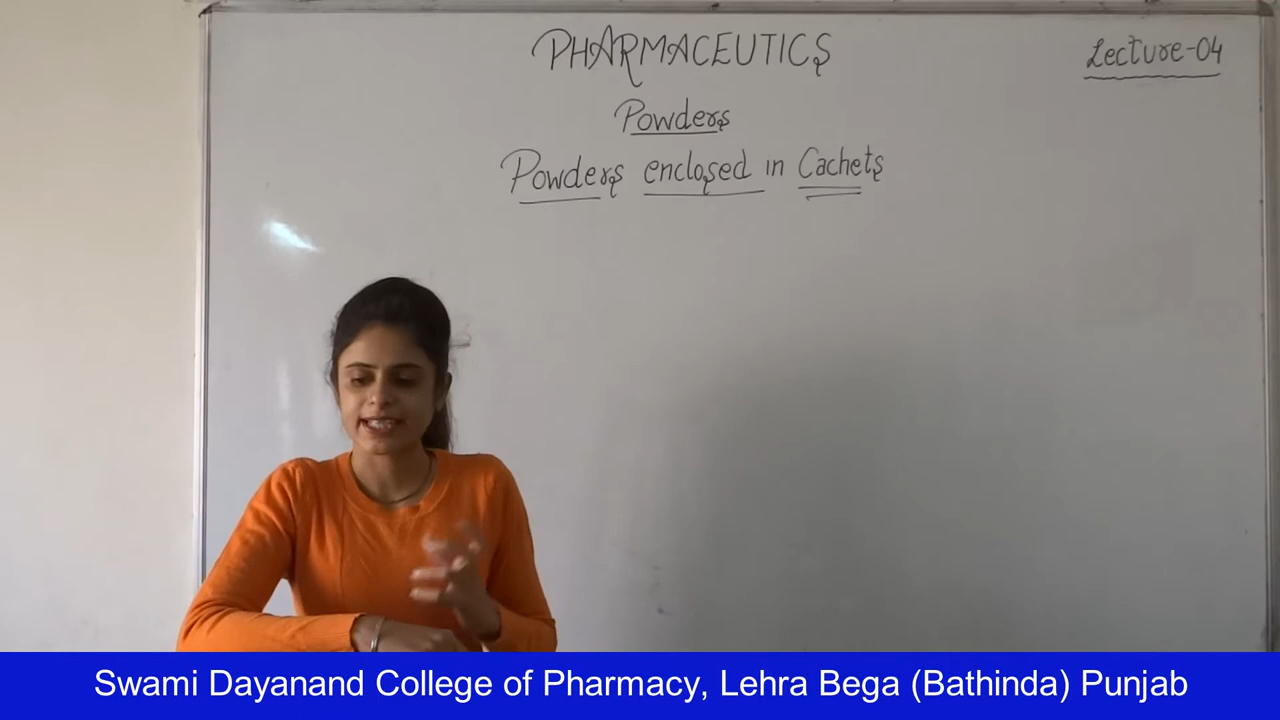 PHARMACEUTICS
Lecture-04
Powders
Powders enclosed in Cachets
Swami Dayanand College of Pharmacy, Lehra Bega (Bathinda) Punjab